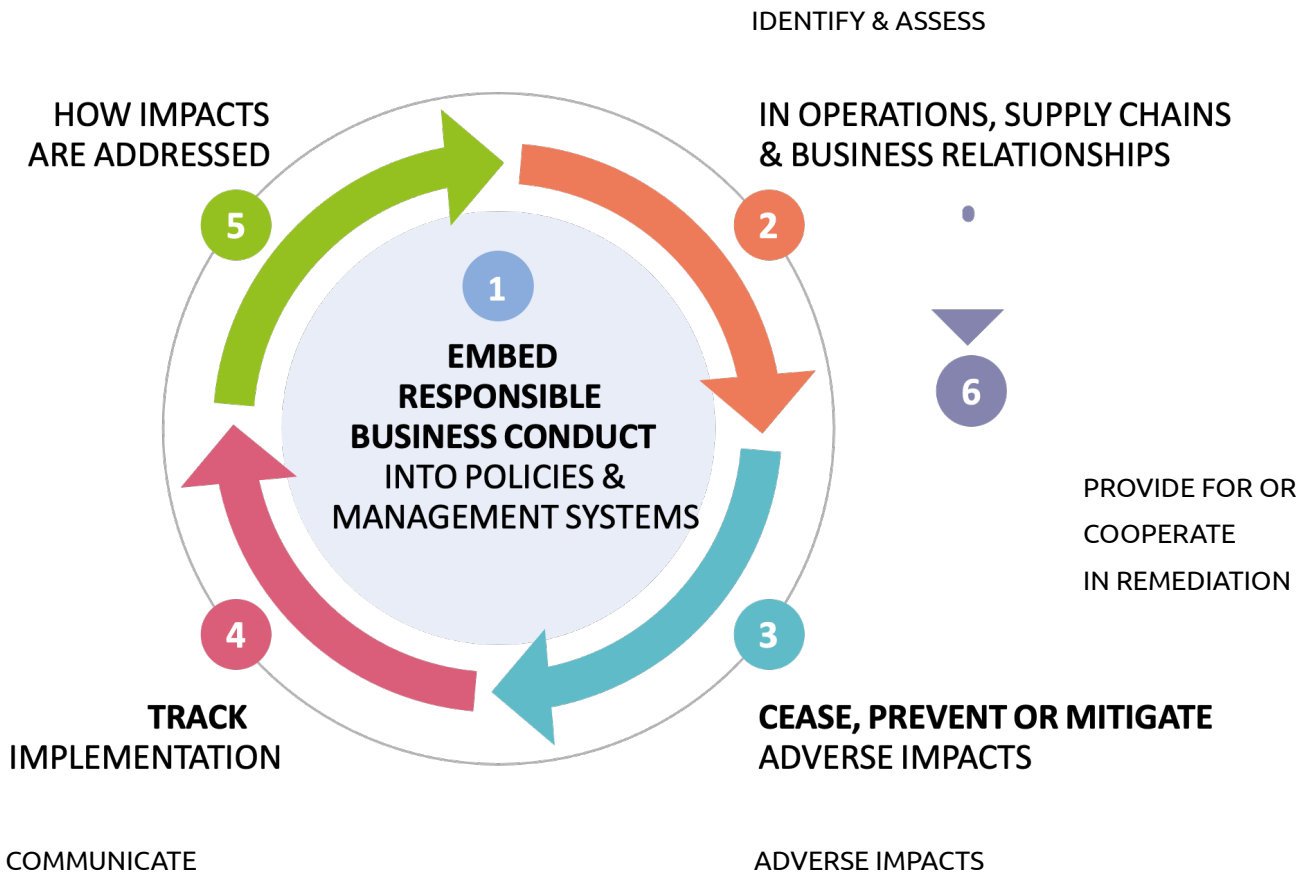 IDENTIFY & ASSESS
HOW IMPACTS
ARE ADDRESSED
5
IN OPERATIONS, SUPPLY CHAINS
& BUSINESS RELATIONSHIPS
2
1
EMBED
RESPONSIBLE
BUSINESS CONDUCT
INTO POLICIES &
MANAGEMENT SYSTEMS
6
PROVIDE FOR OR
COOPERATE
IN REMEDIATION
4
TRACK
IMPLEMENTATION
3
CEASE, PREVENT OR MITIGATE
ADVERSE IMPACTS
COMMUNICATE
ADVERSE IMPACTS